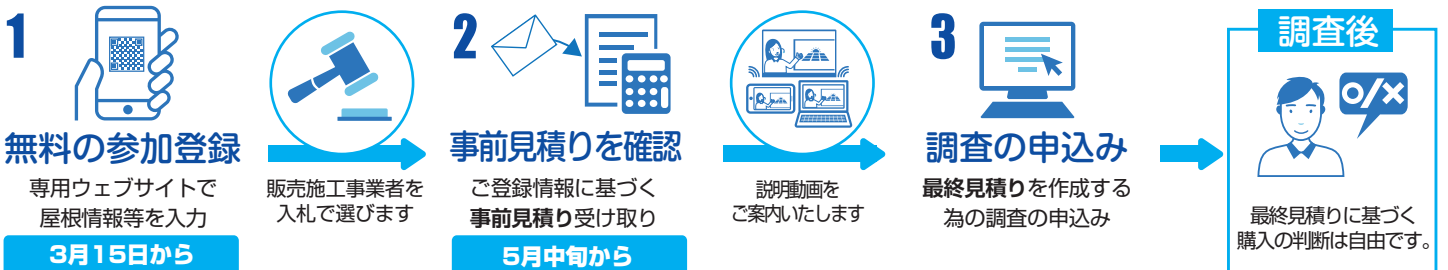 1
無料の参加登録
専用ウェブサイトで
屋根情報等を入力
3月15日から
販売施工事業者を
入札で選びます
2
事前見積りを確認
ご登録情報に基づく
事前見積り受け取り
5月中旬から
説明動画を
ご案内いたします
3
調査の申込み
最終見積りを作成する
為の調査の申込み
調査後
o/×
最終見積りに基づく
購入の判断は自由です。